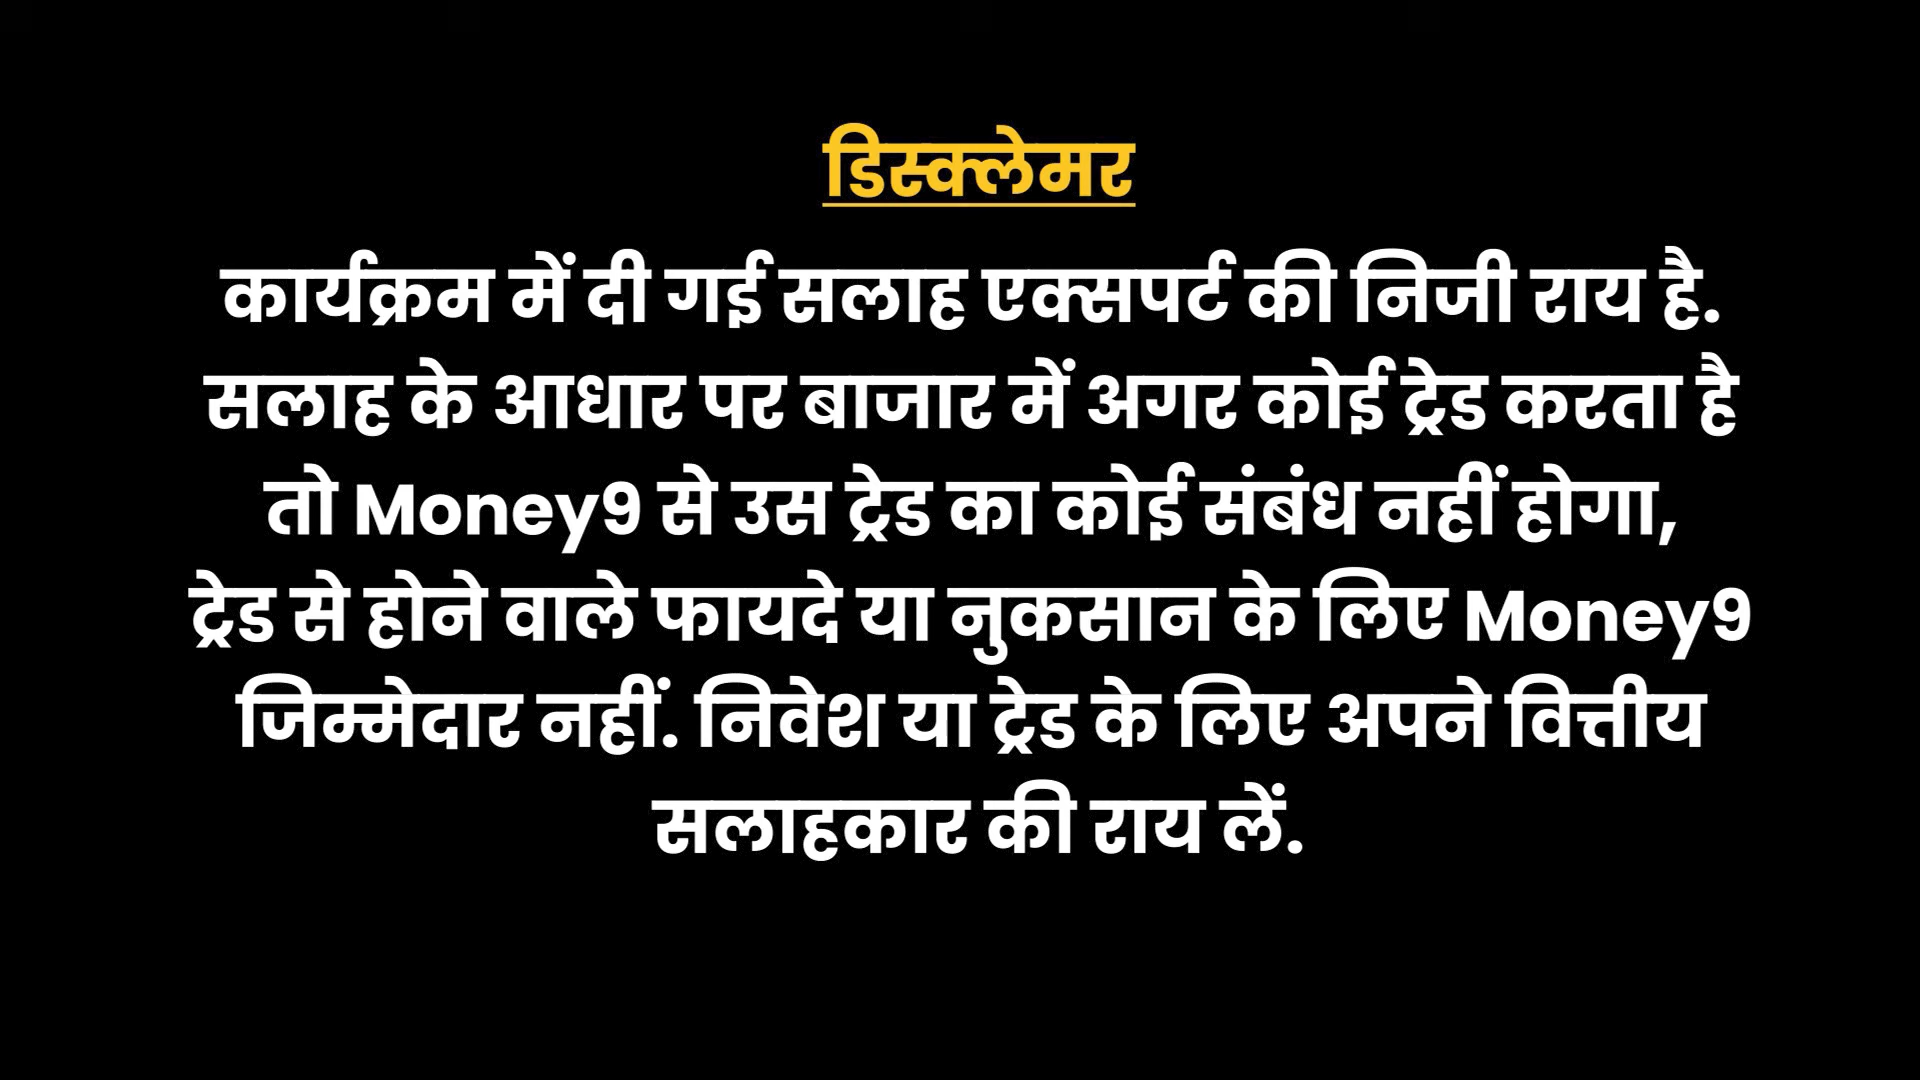 डिस्क्लेमर
कार्यक्रम में दी गई सलाह एक्सपर्ट की निजी राय है.
सलाह के आधार पर बाजार में अगर कोई ट्रेड करता है
तो Money9 से उस ट्रेड का कोई संबंध नहीं होगा,
ट्रेड से होने वाले फायदे या नुकसान के लिए Money9
जिम्मेदार नहीं. निवेश या ट्रेड के लिए अपने वित्तीय
सलाहकार की राय लें.